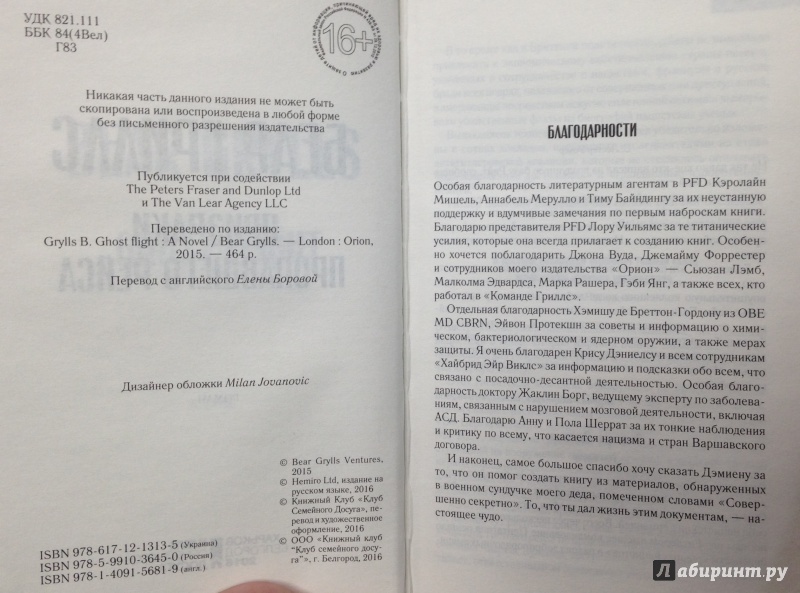 УДК 821.111
ББК 84(4Вел)
Г83
16+
Никакая часть данного издания не может быть
скопирована или воспроизведена в любой форме
без письменного разрешения издательства
Публикуется при содействии
The Peters Fraser and Dunlop Ltd
и The Van Lear Agency LLC
Переведено по изданию:
Grylls B. Ghost flight : A Novel / Bear Grylls. — London : Orion,
2015. — 464 p.
Перевод с английского Елены Боровой
Дизайнер обложки Milan Jovanovic
© Bear Grylls Ventures,
2015
© Hemiro Ltd, издание на
русском языке, 2016
© Книжный Клуб «Клуб
Семейного Досуга», пе-
ревод и художественное
оформление, 2016
© ООО «Книжный клуб
"Клуб семейного досу-
га"», г. Белгород, 2016
ISBN 978-617-12-1313-5 (Украина)
ISBN 978-5-9910-3645-0 (Россия)
ISBN 978-1-4091-5681-9 (англ.)
БЛАГОДАРНОСТИ
Особая благодарность литературным агентам в PFD Кэролайн
Мишель, Аннабель Мерулло и Тиму Байндингу за их неустанную
поддержку и вдумчивые замечания по первым наброскам книги.
Благодарю представителя PFD Лору Уильямс за те титанические
усилия, которые она всегда прилагает к созданию книг. Особен-
но хочется поблагодарить Джона Вуда, Джемайму Форрестер
и сотрудников моего издательства «Орион» — Сьюзан Лэмб,
Малколма Эдвардса, Марка Рашера, Гэби Янг, а также всех, кто
работал в «Команде Гриллс».
Отдельная благодарность Хэмишу де Бреттон-Гордону из OBE
MD CBRN, Эйвон Протекшн за советы и информацию о хими-
ческом, бактериологическом и ядерном оружии, а также мерах
защиты. Я очень благодарен Крису Дэниелсу и всем сотрудникам
«Хайбрид Эйр Виклс» за информацию и подсказки обо всем, что
связано с посадочно-десантной деятельностью. Особая благо-
дарность доктору Жаклин Борг, ведущему эксперту по заболева-
ниям, связанным с нарушением мозговой деятельности, включая
АСД. Благодарю Анну и Пола Шеррат за их тонкие наблюдения
и критику по всему, что касается нацизма и стран Варшавского
договора.
И наконец, самое большое спасибо хочу сказать Дэмиену за
то, что он помог создать книгу из материалов, обнаруженных
в военном сундучке моего деда, помеченном словами «Совер-
шенно секретно». То, что ты дал жизнь этим документам, — на-
стоящее чудо.
Лабиринт.ру